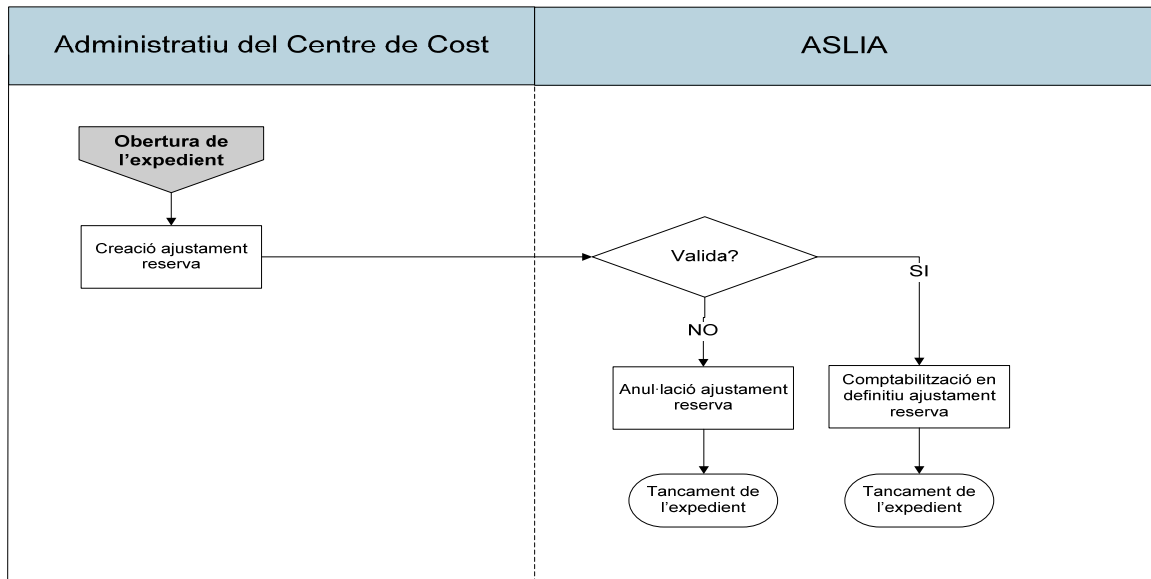 Administratiu del Centre de Cost
ASLIA
Obertura de
l'expedient
Creació ajustament
reserva
Valida?
SI
NO
Anul·lació ajustament
reserva
Comptabilització en
definitiu ajustament
reserva
Tancament de
l'expedient
Tancament de
l'expedient